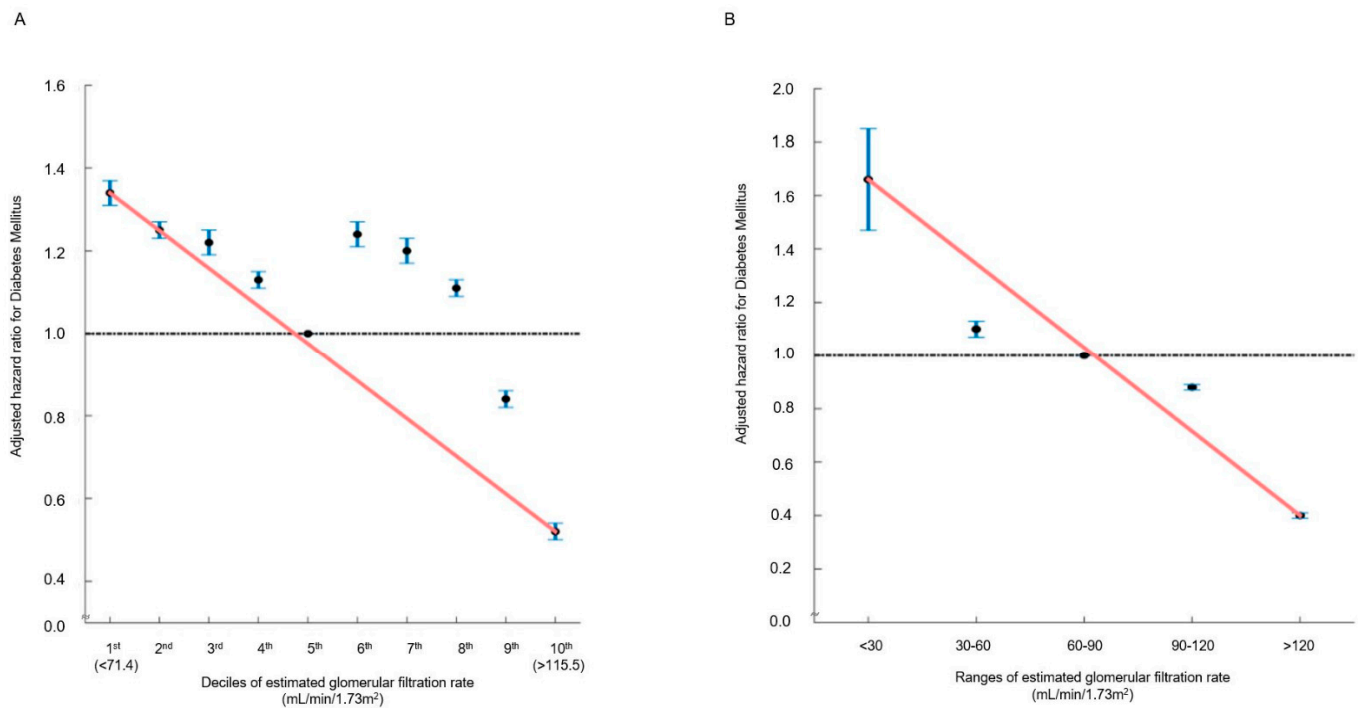 A
Adjusted hazard ratio for Diabetes Mellitus
1.6
1.4
1.2
1.0
0.8
0.6
0.4
0.0
1st 2nd 3rd 4th 5th 6th 7th 8th 9th 10th
(<71.4) (>115.5)
Deciles of estimated glomerular filtration rate
(mL/min/1.73m²)
B
Adjusted hazard ratio for Diabetes Mellitus
2.0
1.8
1.6
1.4
1.2
1.0
0.8
0.6
0.4
0.2
0.0
<30 30-60 60-90 90-120 >120
Ranges of estimated glomerular filtration rate
(mL/min/1.73m²)